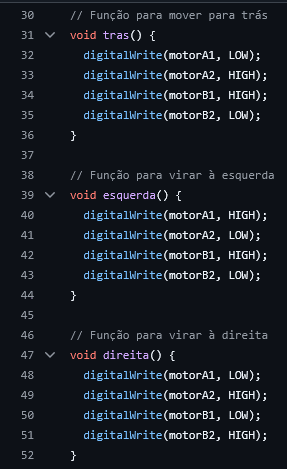 30 // Função para mover para trás
31 void tras() {
32 digitalWrite(motorA1, LOW);
33 digitalWrite(motorA2, HIGH);
34 digitalWrite(motorB1, HIGH);
35 digitalWrite(motorB2, LOW);
36 }
37
38 // Função para virar à esquerda
39 void esquerda() {
40 digitalWrite(motorA1, HIGH);
41 digitalWrite(motorA2, LOW);
42 digitalWrite(motorB1, HIGH);
43 digitalWrite(motorB2, LOW);
44 }
45
46 // Função para virar à direita
47 void direita() {
48 digitalWrite(motorA1, LOW);
49 digitalWrite(motorA2, HIGH);
50 digitalWrite(motorB1, LOW);
51 digitalWrite(motorB2, HIGH);
52 }